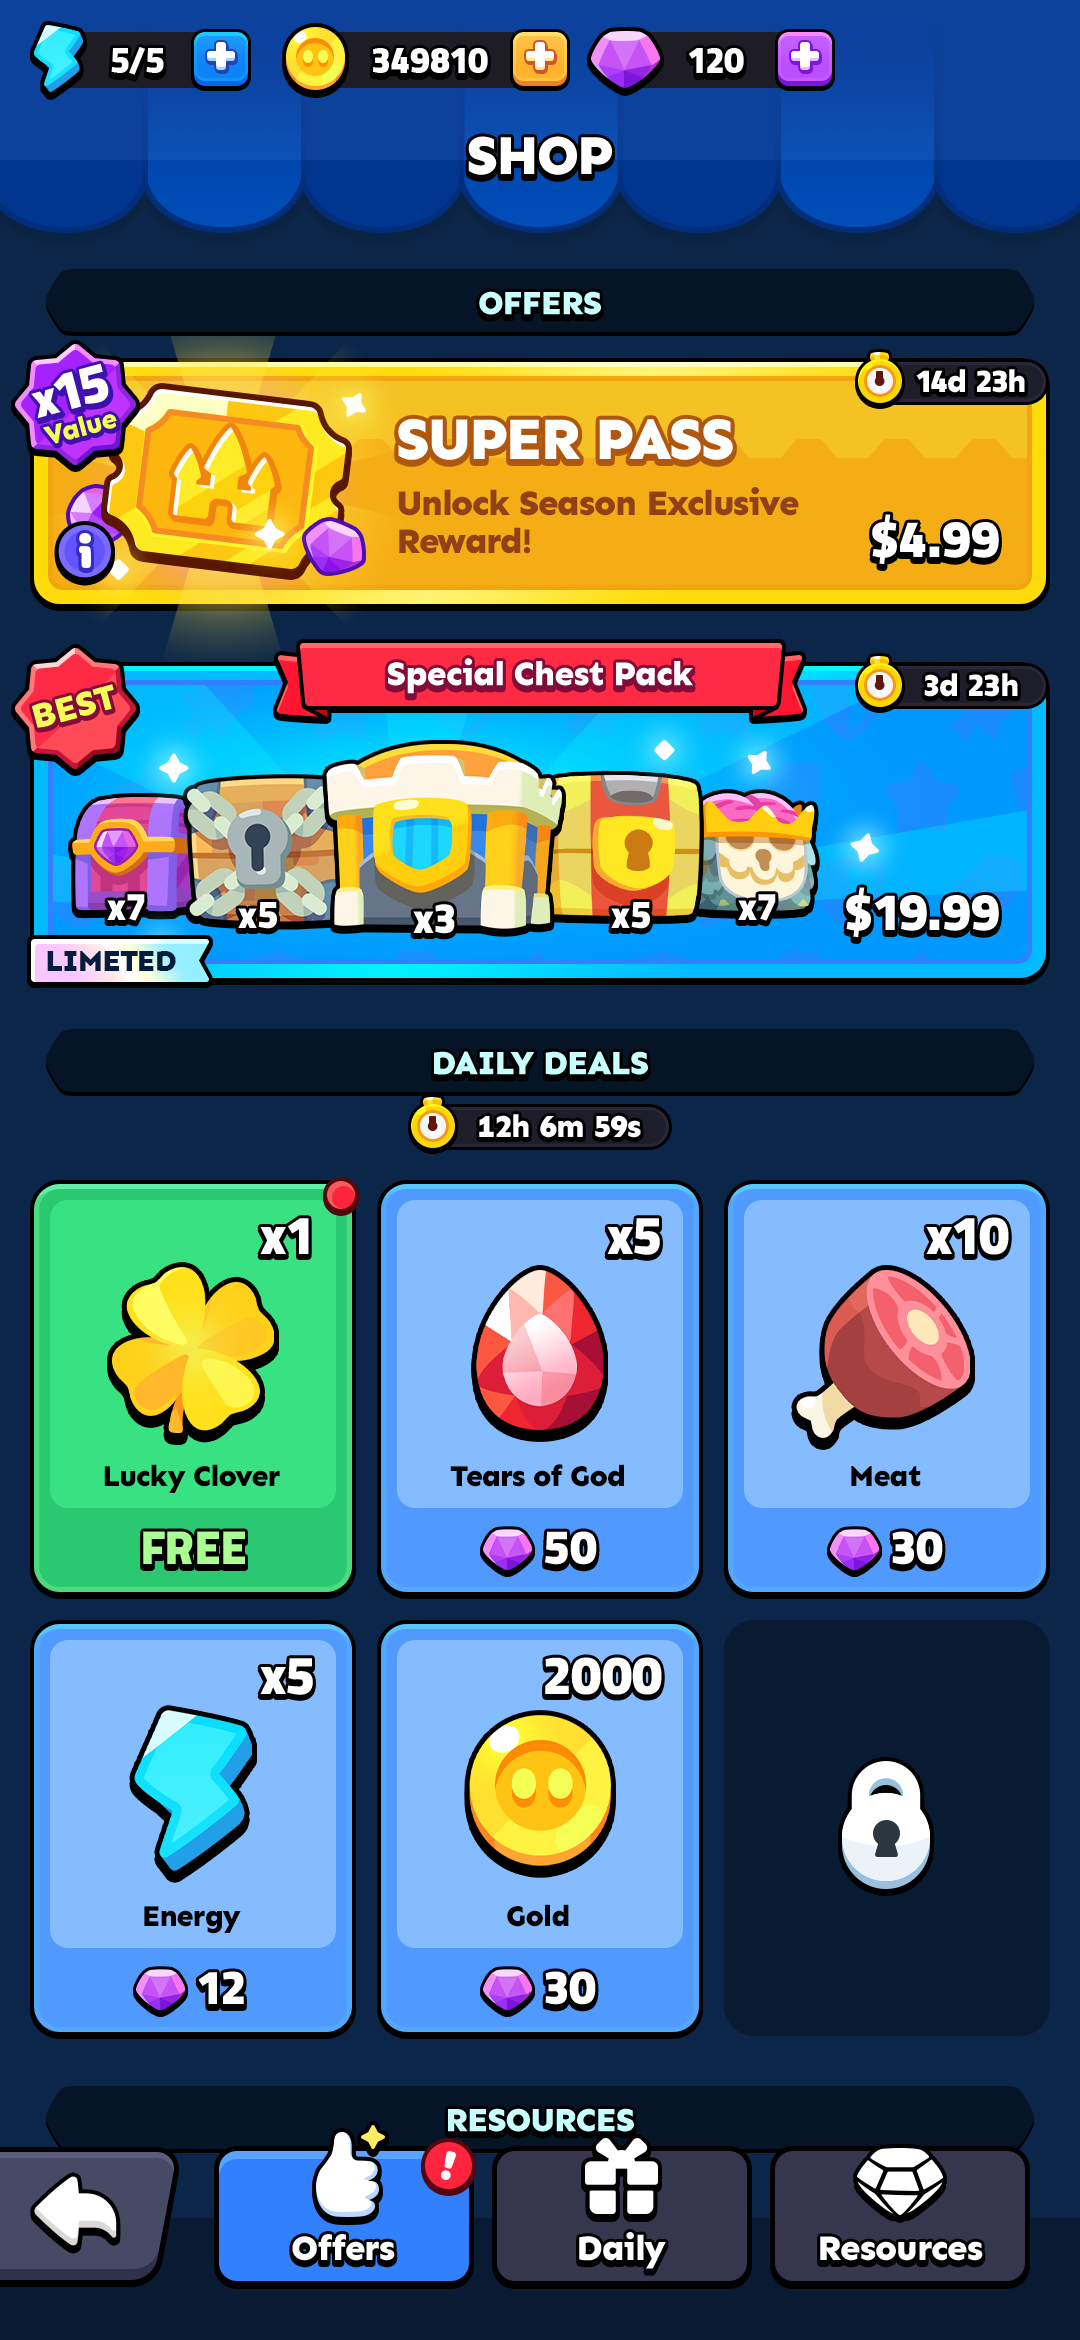 5/5
349810
120
SHOP
OFFERS
x15
Value
14d 23h
SUPER PASS
Unlock Season Exclusive
Reward!
$4.99
BEST
Special Chest Pack
3d 23h
x7
x5
x3
x5
x7
$19.99
LIMETED
DAILY DEALS
12h 6m 59s
x1
Lucky Clover
FREE
x5
Tears of God
50
x10
Meat
30
x5
Energy
12
2000
Gold
30
RESOURCES
Offers
Daily
Resources